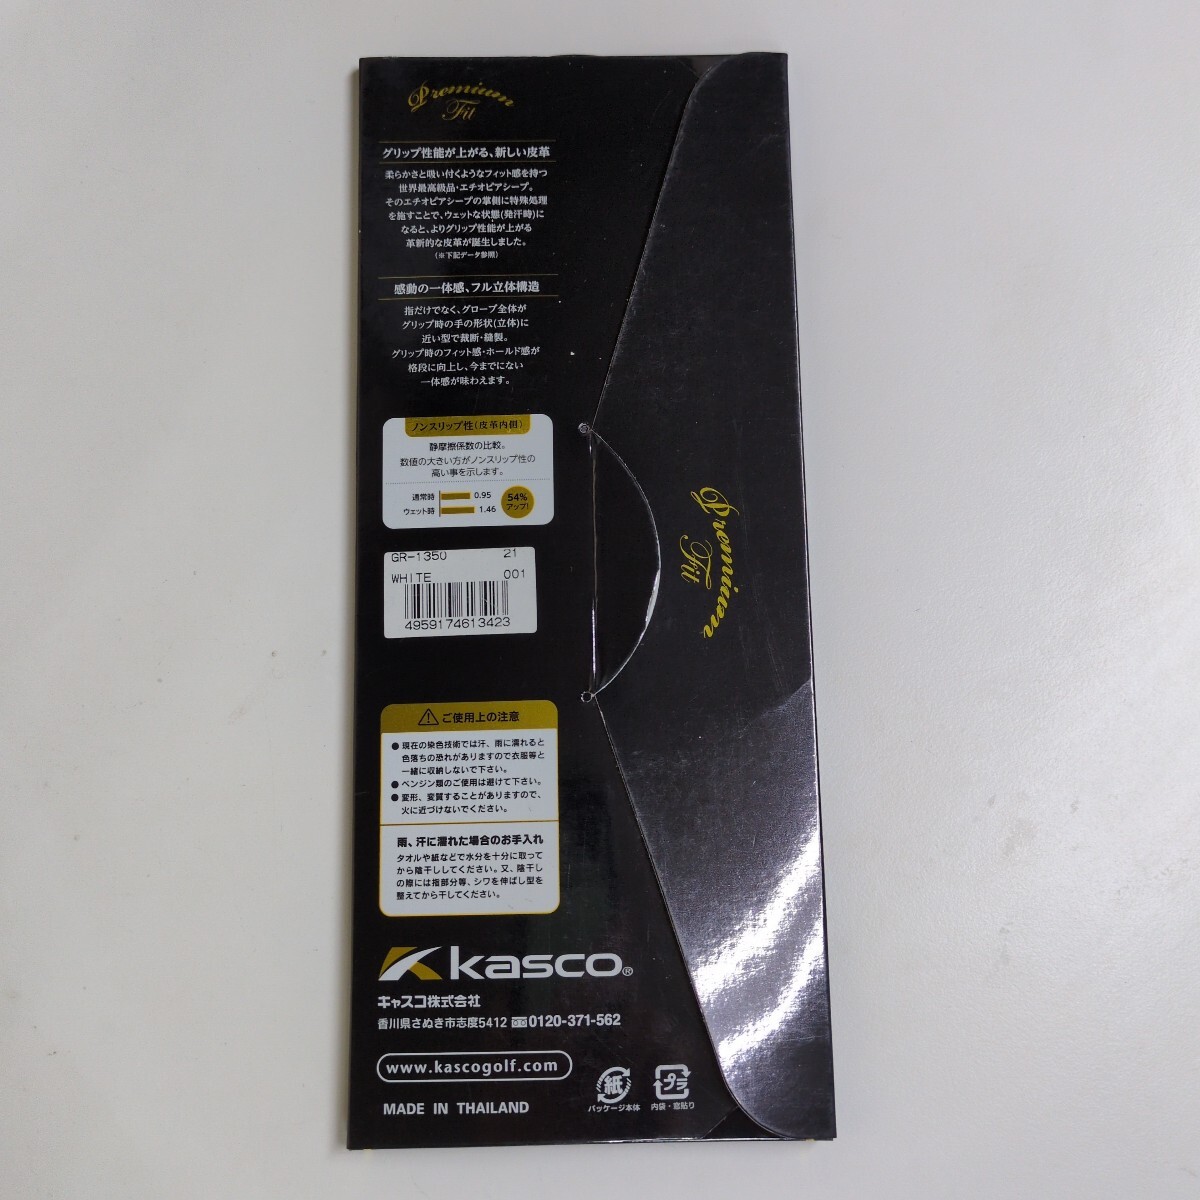 Premium
Fit
グリップ性能が上がる、新しい皮革
柔らかさと吸い付くようなフィット感を持つ
世界最高級品・エチオピアシープ。
そのエチオピアシープの掌側に特殊処理
を施すことで、ウェットな状態(発汗時)に
なると、よりグリップ性能が上がる
革新的な皮革が誕生しました。
(※下記データ参照)
感動の一体感、フル立体構造
指だけでなく、グローブ全体が
グリップ時の手の形状(立体)に
近い型で裁断・縫製。
グリップ時のフィット感・ホールド感が
格段に向上し、今までにない
一体感が味わえます。
ノンスリップ性(皮革内側)
静摩擦係数の比較。
数値の大きい方がノンスリップ性の
高い事を示します。
通常時 0.95
ウェット時 1.46
54%
アップ!
GR-1350 21
WHITE 001
4959174613423
Premium
Fit
ご使用上の注意
●現在の染色技術では汗、雨に濡れると
色落ちの恐れがありますので衣服等と
一緒に収納しないで下さい。
●ベンジン類のご使用は避けて下さい。
●変形、変質することがありますので、
火に近づけないでください。
雨、汗に濡れた場合のお手入れ
タオルや紙などで水分を十分に取って
から陰干ししてください。又、陰干し
の際には指部分等、シワを伸ばし型を
整えてから干してください。
kasco®
キャスコ株式会社
香川県さぬき市志度5412 0120-371-562
www.kascogolf.com
MADE IN THAILAND
紙
パッケージ本体
プラ
内袋・窓貼り